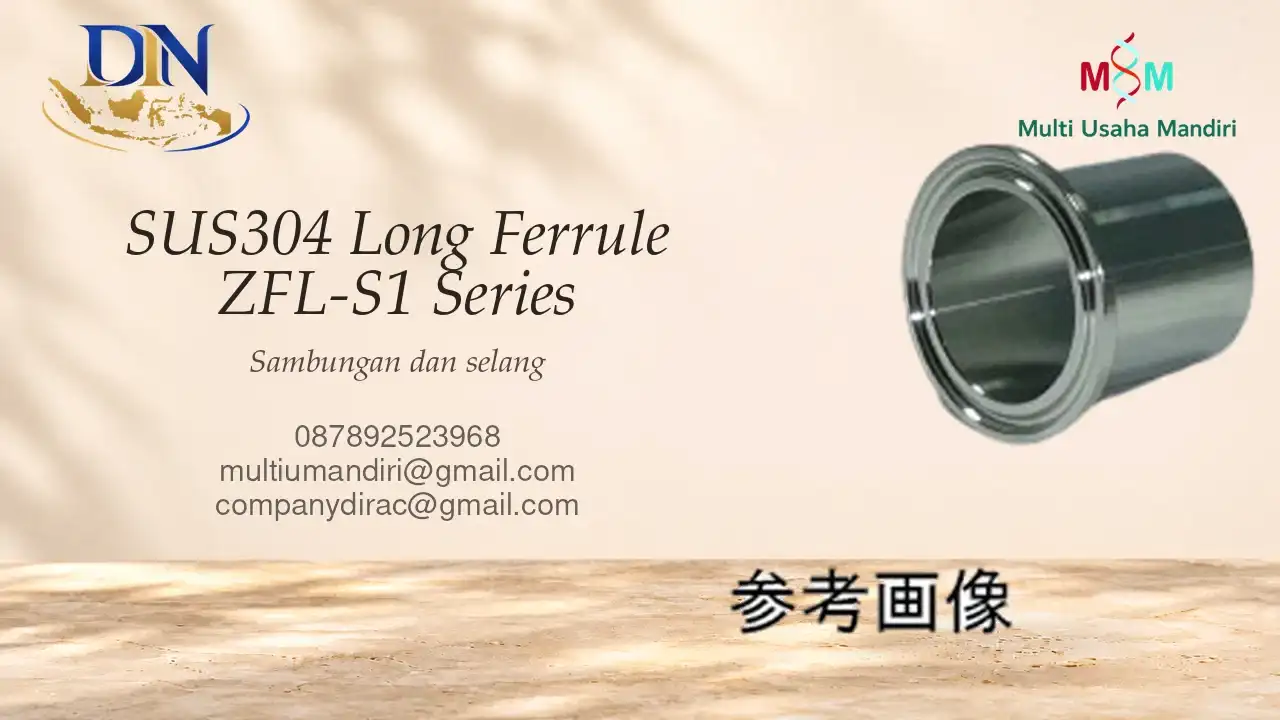 DIN
M M
Multi Usaha Mandiri
SUS304 Long Ferrule
ZFL-S1 Series
Sambungan dan selang
087892523968
multiumandiri@gmail.com
companydirac@gmail.com
参考画像